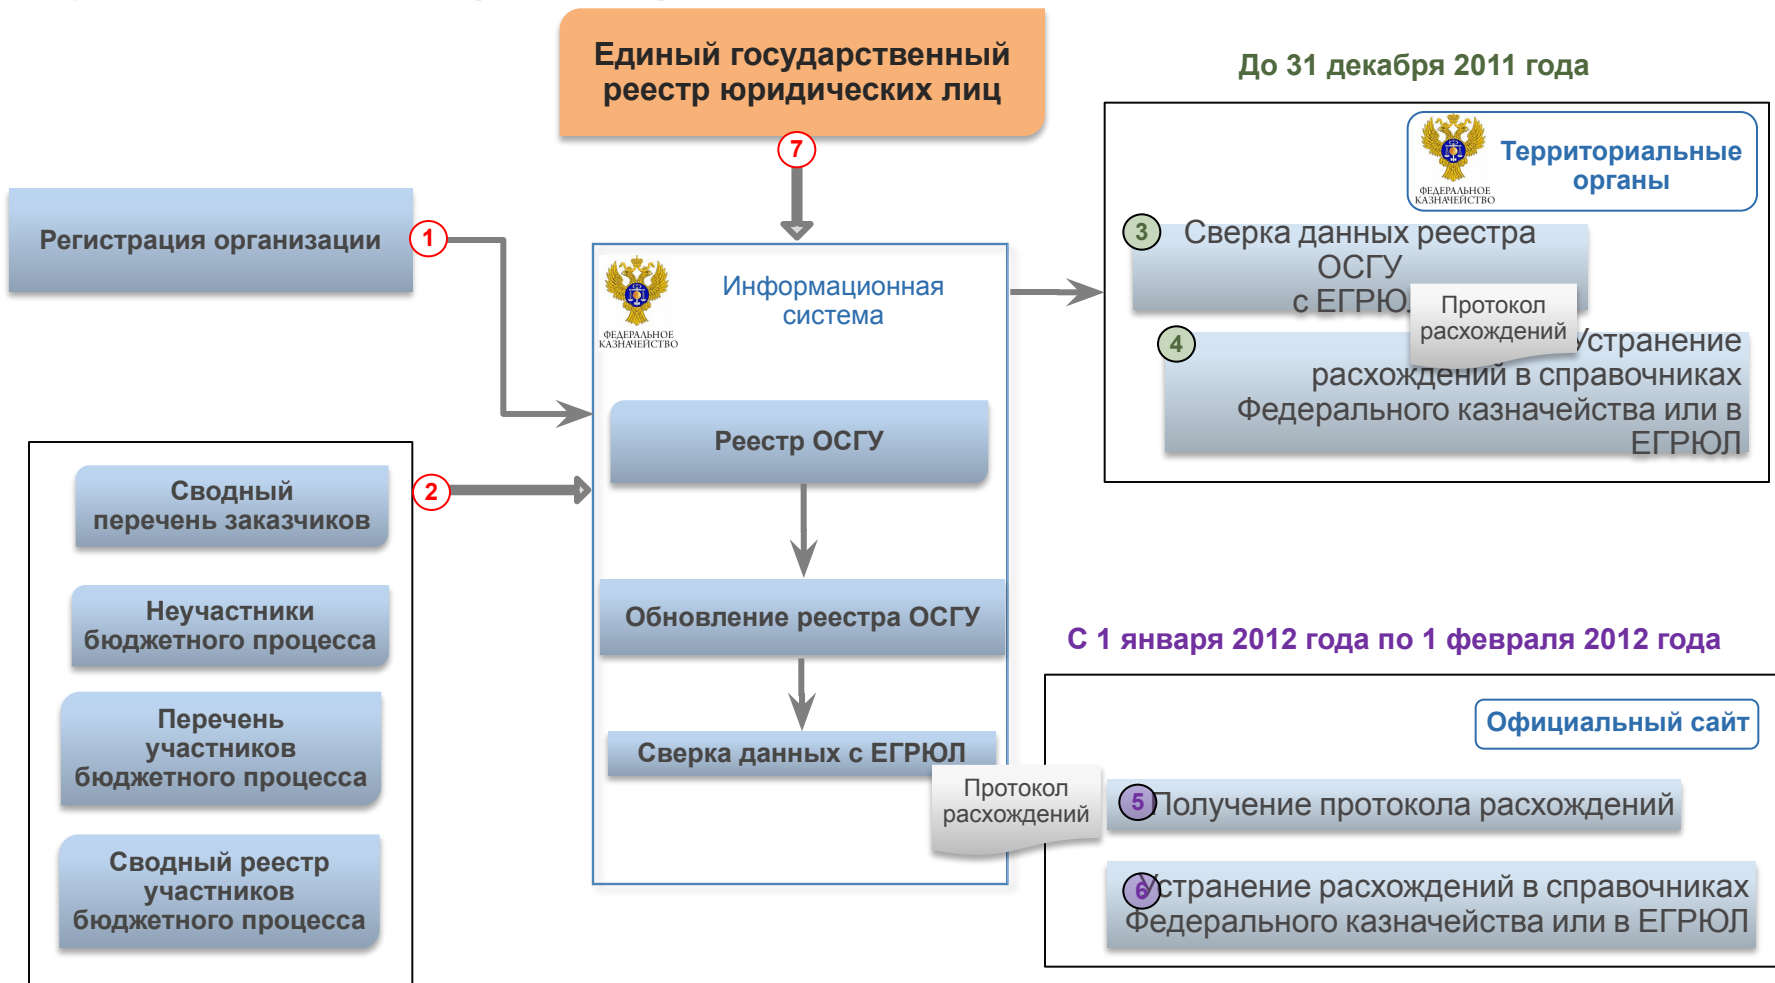 Единый государственный
реестр юридических лиц
До 31 декабря 2011 года
7
ФЕДЕРАЛЬНОЕ
КАЗНАЧЕЙСТВО
Территориальные
органы
Регистрация организации
1
3
Сверка данных реестра
ОСГУ
с ЕГРЮЛ
Протокол
расхождений
4
Устранение
расхождений в справочниках
Федерального казначейства или в
ЕГРЮЛ
ФЕДЕРАЛЬНОЕ
КАЗНАЧЕЙСТВО
Информационная
система
Реестр ОСГУ
Обновление реестра ОСГУ
Сверка данных с ЕГРЮЛ
Протокол
расхождений
2
Сводный
перечень заказчиков
Неучастники
бюджетного процесса
Перечень
участников
бюджетного процесса
Сводный реестр
участников
бюджетного процесса
С 1 января 2012 года по 1 февраля 2012 года
Официальный сайт
5
Получение протокола расхождений
6
Устранение расхождений в справочниках
Федерального казначейства или в ЕГРЮЛ